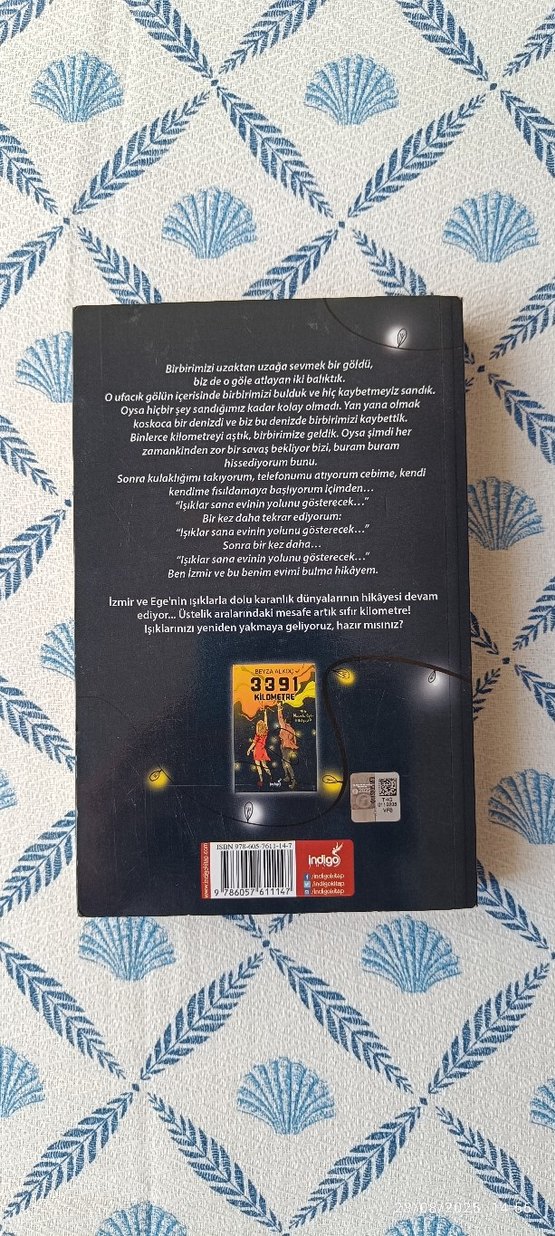 Birbirimizi uzaktan uzağa sevmek bir göldü,
biz de o göle atlayan iki balıktık.
O ufacık gölün içerisinde birbirimizi bulduk ve hiç kaybetmeyiz sandık.
Oysa hiçbir şey sandığımız kadar kolay olmadı. Yan yana olmak
koskoca bir denizdi ve biz bu denizde birbirimizi kaybettik.
Binlerce kilometreyi aştık, birbirimize geldik. Oysa şimdi her
zamankinden zor bir savaş bekliyor bizi, buram buram
hissediyorum bunu.
Sonra kulaklığımı takıyorum, telefonumu atıyorum cebime, kendi
kendime fısıldamaya başlıyorum içimden...
“Işıklar sana evinin yolunu gösterecek...”
Bir kez daha tekrar ediyorum:
“Işıklar sana evinin yolunu gösterecek...”
Sonra bir kez daha...
“Işıklar sana evinin yolunu gösterecek...”
Ben İzmir ve bu benim evimi bulma hikâyem.
İzmir ve Ege'nin ışıklarla dolu karanlık dünyalarının hikâyesi devam
ediyor... Üstelik aralarındaki mesafe artık sıfır kilometre!
Işıklarınızı yeniden yakmaya geliyoruz, hazır mısınız?
BEYZA ALKOÇ
3391
KILOMETRE
indigo
www.indigokitap.com
ISBN 978-605-7611-14-7
9 786057 611147
indigo
/indigokitap
/indigokitap
/indigokitap